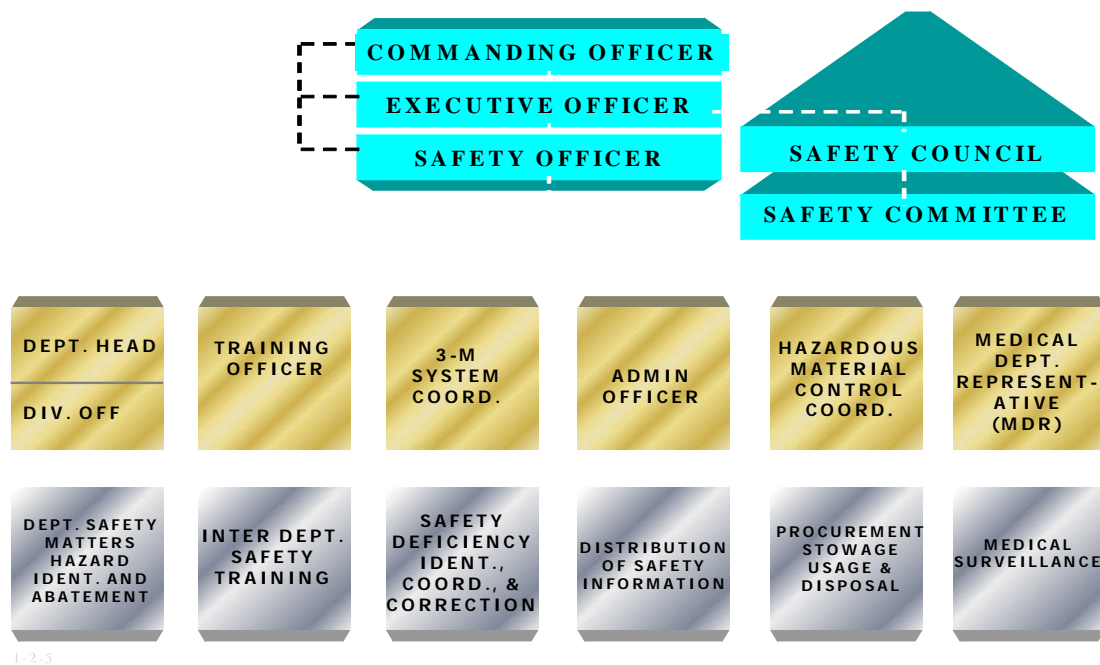 COMMANDING OFFICER
EXECUTIVE OFFICER
SAFETY OFFICER
SAFETY COUNCIL
SAFETY COMMITTEE
DEPT. HEAD
DIV. OFF
TRAINING
OFFICER
3-M
SYSTEM
COORD.
ADMIN
OFFICER
HAZARDOUS
MATERIAL
CONTROL
COORD.
MEDICAL
DEPT.
REPRESENT-
ATIVE
(MDR)
DEPT. SAFETY
MATTERS
HAZARD
IDENT. AND
ABATEMENT
INTER DEPT.
SAFETY
TRAINING
SAFETY
DEFICIENCY
IDENT.,
COORD., &
CORRECTION
DISTRIBUTION
OF SAFETY
INFORMATION
PROCUREMENT
STOWAGE
USAGE &
DISPOSAL
MEDICAL
SURVEILLANCE
1-2-5